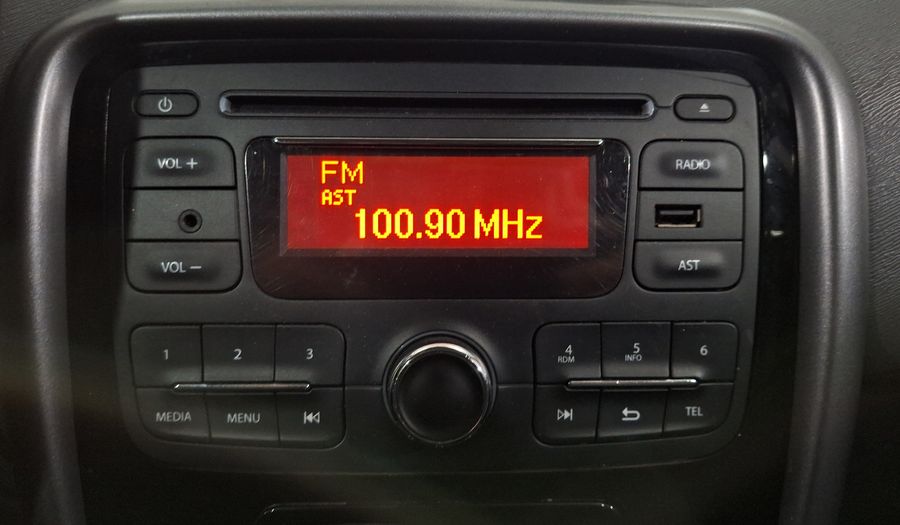 VOL +
RADIO
FM
AST
100.90 MHz
VOL −
AST
1
2
3
4
RDM
5
INFO
6
MEDIA
MENU
TEL